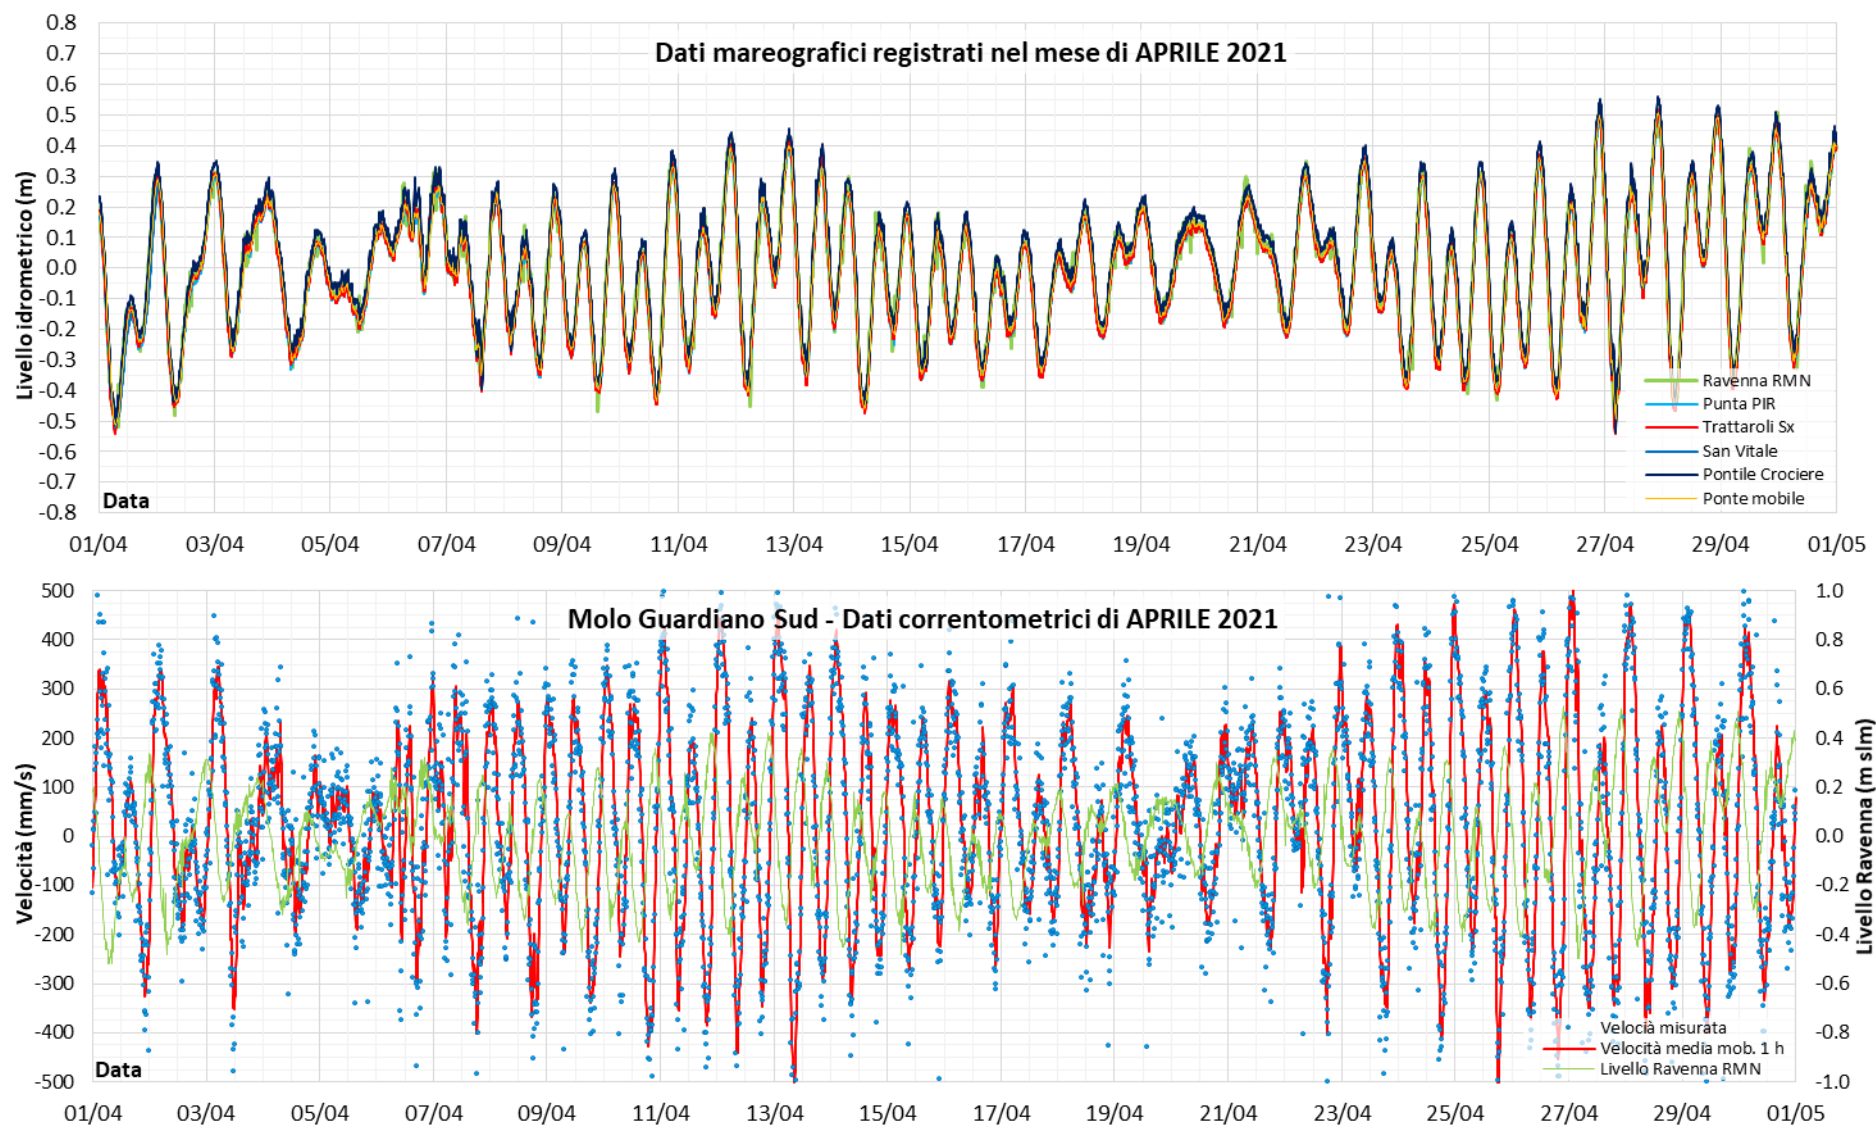 Dati mareografici registrati nel mese di APRILE 2021
Livello idrometrico (m)
0.8
0.7
0.6
0.5
0.4
0.3
0.2
0.1
0.0
-0.1
-0.2
-0.3
-0.4
-0.5
-0.6
-0.7
-0.8
Ravenna RMN
Punta PIR
Trattaroli Sx
San Vitale
Pontile Crociere
Ponte mobile
Data
01/04 03/04 05/04 07/04 09/04 11/04 13/04 15/04 17/04 19/04 21/04 23/04 25/04 27/04 29/04 01/05
Molo Guardiano Sud - Dati correntometrici di APRILE 2021
Velocità (mm/s)
500
400
300
200
100
0
-100
-200
-300
-400
-500
Livello Ravenna (m slm)
1.0
0.8
0.6
0.4
0.2
0.0
-0.2
-0.4
-0.6
-0.8
-1.0
Velocià misurata
Velocità media mob. 1 h
Livello Ravenna RMN
Data
01/04 03/04 05/04 07/04 09/04 11/04 13/04 15/04 17/04 19/04 21/04 23/04 25/04 27/04 29/04 01/05